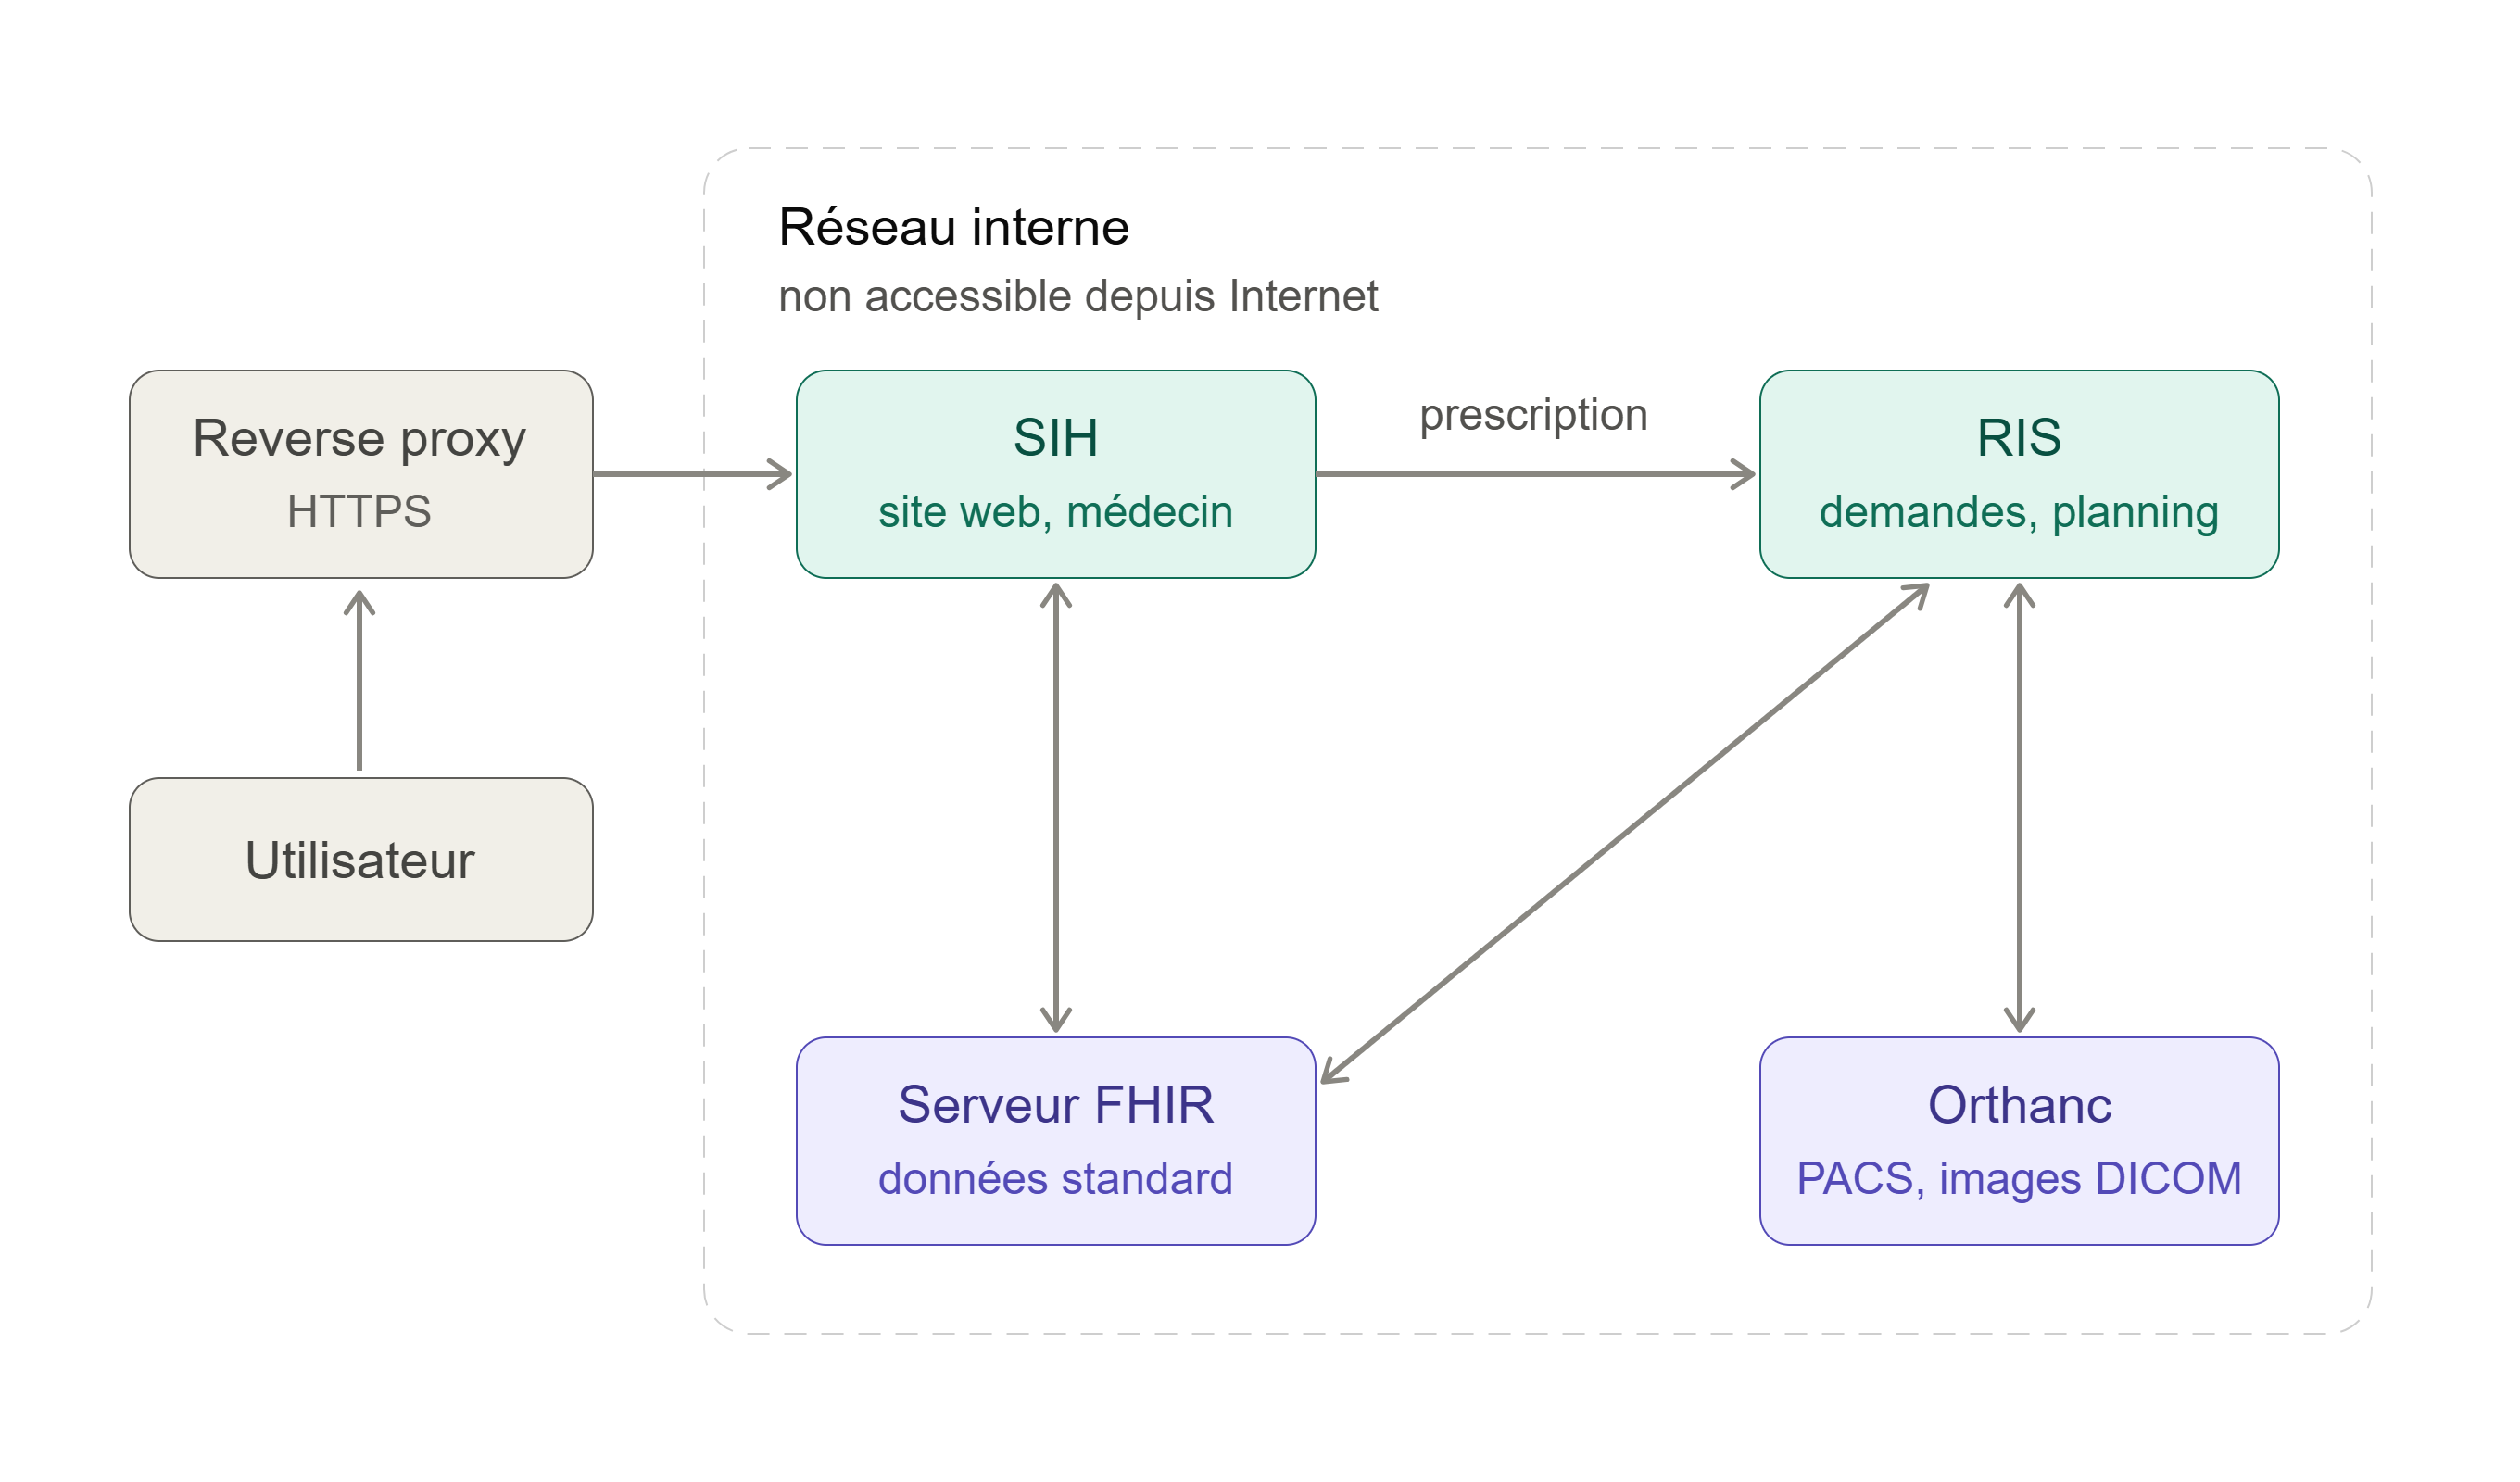 Réseau interne
non accessible depuis Internet
Reverse proxy
HTTPS
SIH
site web, médecin
prescription
RIS
demandes, planning
Utilisateur
Serveur FHIR
données standard
Orthanc
PACS, images DICOM